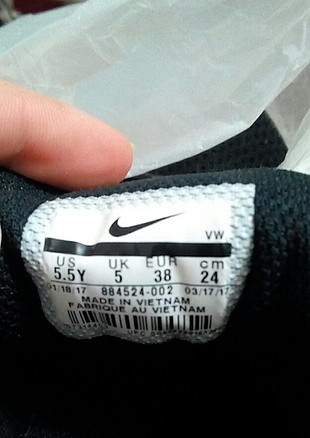 VW
US UK EUR cm
5.5Y 5 38 24
01/18/17 884524-002 03/17/17
MADE IN VIETNAM
FABRIQUE AU VIETNAM
UPC